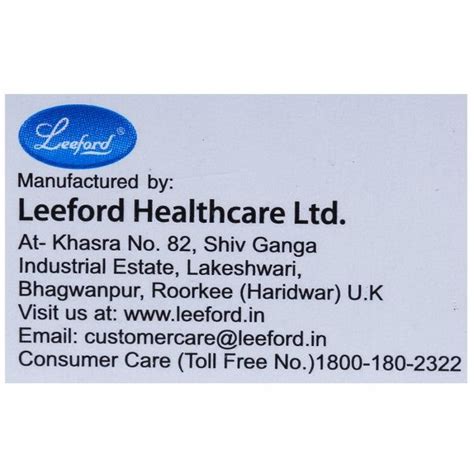 Leeford®
Manufactured by:
Leeford Healthcare Ltd.
At- Khasra No. 82, Shiv Ganga
Industrial Estate, Lakeshwari,
Bhagwanpur, Roorkee (Haridwar) U.K
Visit us at: www.leeford.in
Email: customercare@leeford.in
Consumer Care (Toll Free No.)1800-180-2322